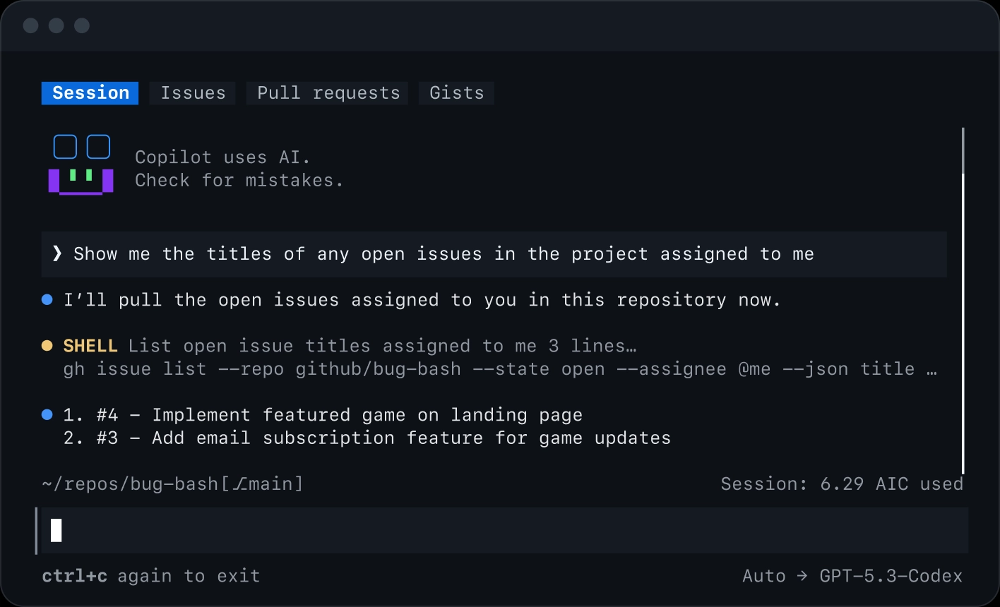 Session Issues Pull requests Gists
Copilot uses AI.
Check for mistakes.
❯ Show me the titles of any open issues in the project assigned to me
● I’ll pull the open issues assigned to you in this repository now.
● SHELL List open issue titles assigned to me 3 lines…
gh issue list --repo github/bug-bash --state open --assignee @me --json title …
● 1. #4 – Implement featured game on landing page
2. #3 – Add email subscription feature for game updates
~/repos/bug-bash[⎇main] Session: 6.29 AIC used
ctrl+c again to exit Auto → GPT-5.3-Codex